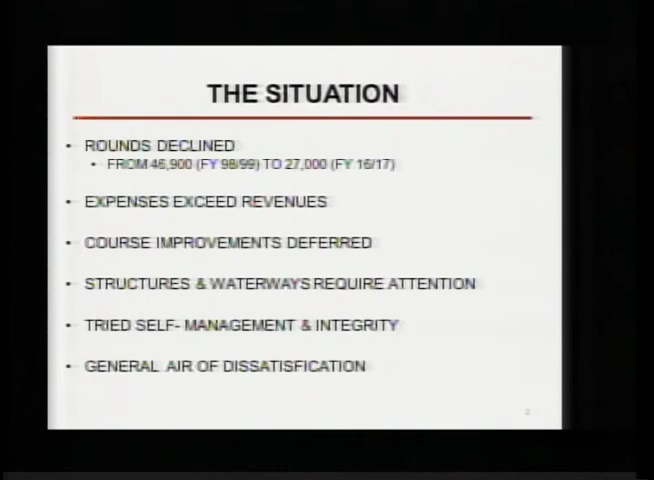 THE SITUATION
• ROUNDS DECLINED
• FROM 46,900 (FY 98/99) TO 27,000 (FY 16/17)
• EXPENSES EXCEED REVENUES
• COURSE IMPROVEMENTS DEFERRED
• STRUCTURES & WATERWAYS REQUIRE ATTENTION
• TRIED SELF- MANAGEMENT & INTEGRITY
• GENERAL AIR OF DISSATISFICATION